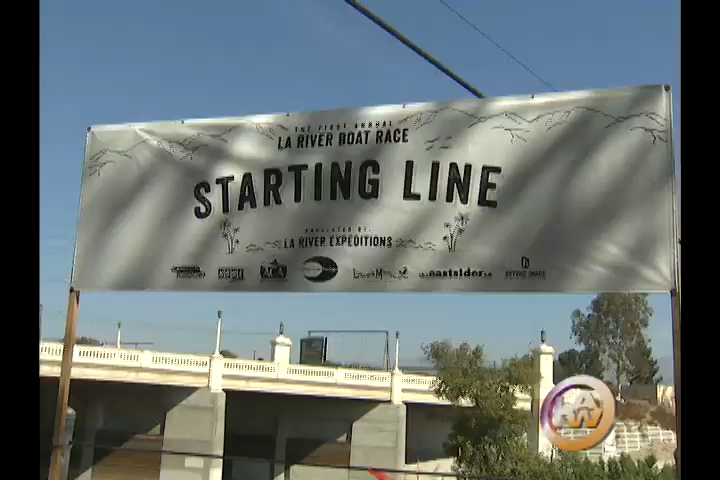 THE FIRST ANNUAL
LA RIVER BOAT RACE
STARTING LINE
PRESENTED BY:
LA RIVER EXPEDITIONS
eastsider